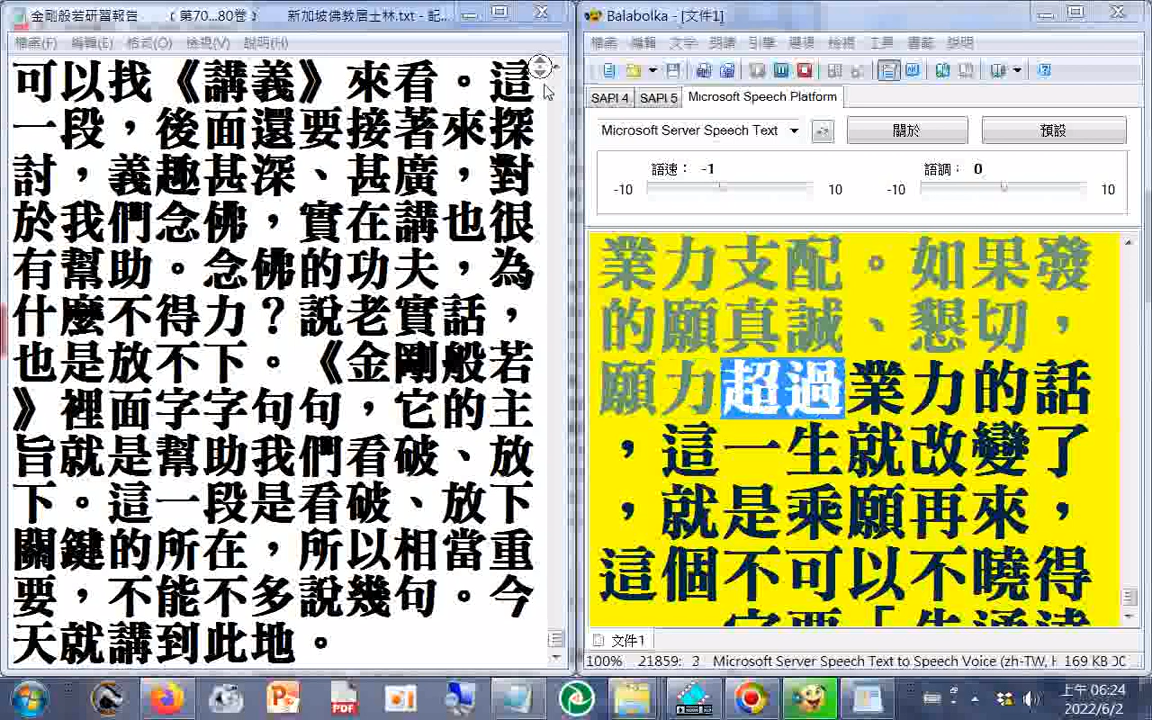 金剛般若研習報告 （ 第70...80卷 ） 新加坡佛教居士林.txt - 記...
檔案(F) 編輯(E) 格式(O) 檢視(V) 說明(H)
可以找《講義》來看。這
一段，後面還要接著來探
討，義趣甚深、甚廣，對
於我們念佛，實在講也很
有幫助。念佛的功夫，為
什麼不得力？說老實話，
也是放不下。《金剛般若
》裡面字字句句，它的主
旨就是幫助我們看破、放
下。這一段是看破、放下
關鍵的所在，所以相當重
要，不能不多說幾句。今
天就講到此地。
Balabolka - [文件1]
檔案 編輯 文字 朗讀 引擎 選項 檢視 工具 書籤 說明
SAPI 4 SAPI 5 Microsoft Speech Platform
Microsoft Server Speech Text 關於 預設
語速： -1 語調： 0
-10 10 -10 10
業力支配。如果發
的願真誠、懇切，
願力超過業力的話
，這一生就改變了
，就是乘願再來，
這個不可以不曉得
文件1
100% 21859: 3 Microsoft Server Speech Text to Speech Voice (zh-TW, H 169 KB
上午 06:24
2022/6/2